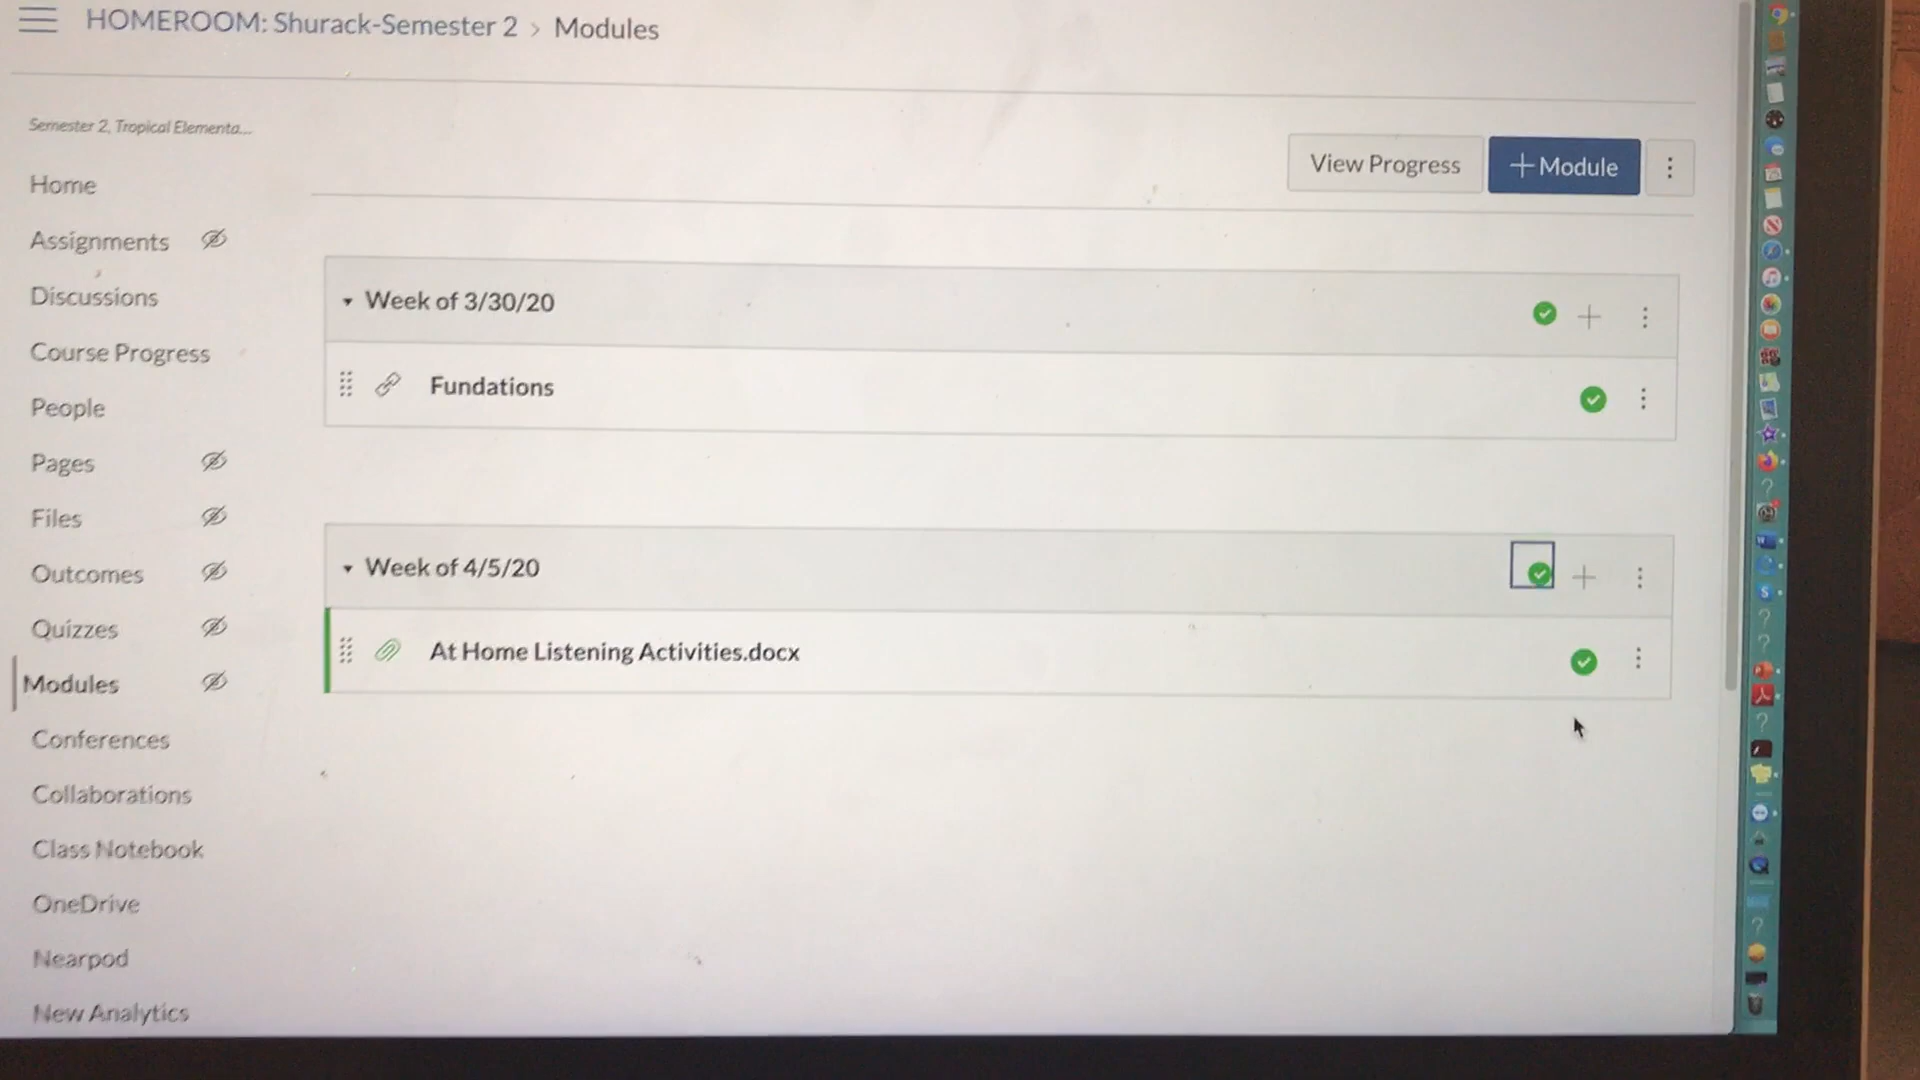 HOMEROOM: Shurack-Semester 2 > Modules
Semester 2, Tropical Elementa...
Home
Assignments
Discussions
Course Progress
People
Pages
Files
Outcomes
Quizzes
Modules
Conferences
Collaborations
Class Notebook
OneDrive
Nearpod
New Analytics
View Progress
+ Module
Week of 3/30/20
Fundations
Week of 4/5/20
At Home Listening Activities.docx